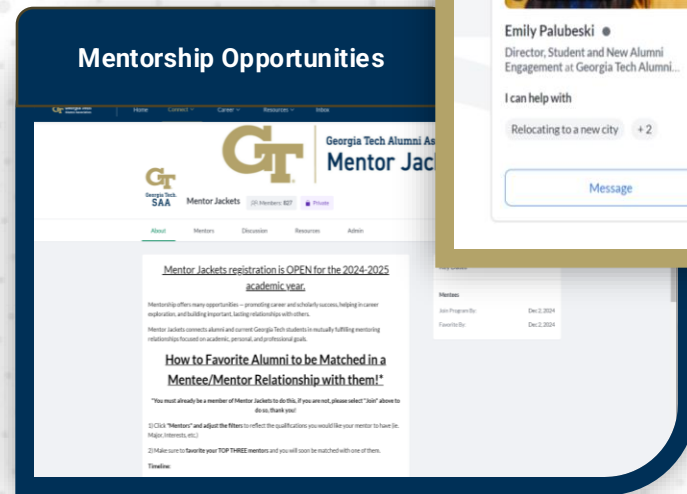 Mentorship Opportunities
Emily Palubeski
Director, Student and New Alumni
Engagement at Georgia Tech Alumni...
I can help with
Relocating to a new city +2
Message
Home Connect Career Resources Inbox
GT
Georgia Tech Alumni As
Mentor Jac
GT
Georgia Tech
SAA
Mentor Jackets Members: 827 Private
About Mentors Discussion Resources Admin
Mentor Jackets registration is OPEN for the 2024-2025
academic year.
Mentorship offers many opportunities — promoting career and scholarly success, helping in career
exploration, and building important, lasting relationships with others.
Mentor Jackets connects alumni and current Georgia Tech students in mutually fulfilling mentoring
relationships focused on academic, personal, and professional goals.
How to Favorite Alumni to be Matched in a
Mentee/Mentor Relationship with them!*
*You must already be a member of Mentor Jackets to do this, if you are not, please select "Join" above to
do so, thank you!
1) Click "Mentors" and adjust the filters to reflect the qualifications you would like your mentor to have (ie.
Major, Interests, etc.)
2) Make sure to favorite your TOP THREE mentors and you will soon be matched with one of them.
Timeline:
Mentees
Join Program By: Dec 2, 2024
Favorite By: Dec 2, 2024